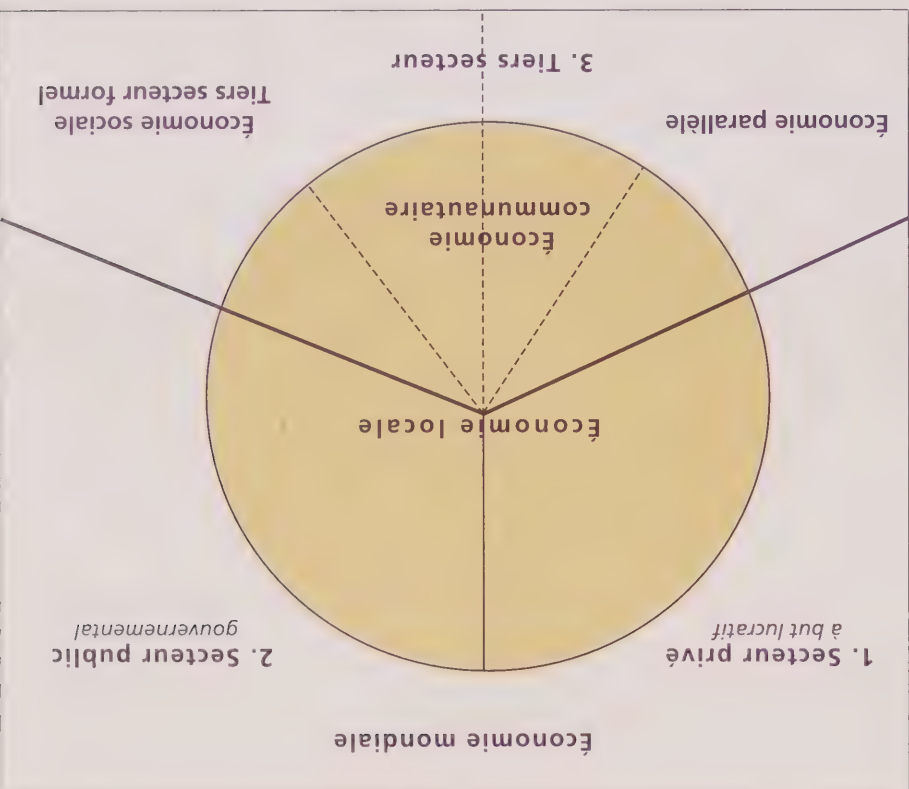 Économie mondiale
1. Secteur privé
à but lucratif
2. Secteur public
gouvernemental
Économie locale
Économie
communautaire
Économie parallèle
Économie sociale
Tiers secteur formel
3. Tiers secteur